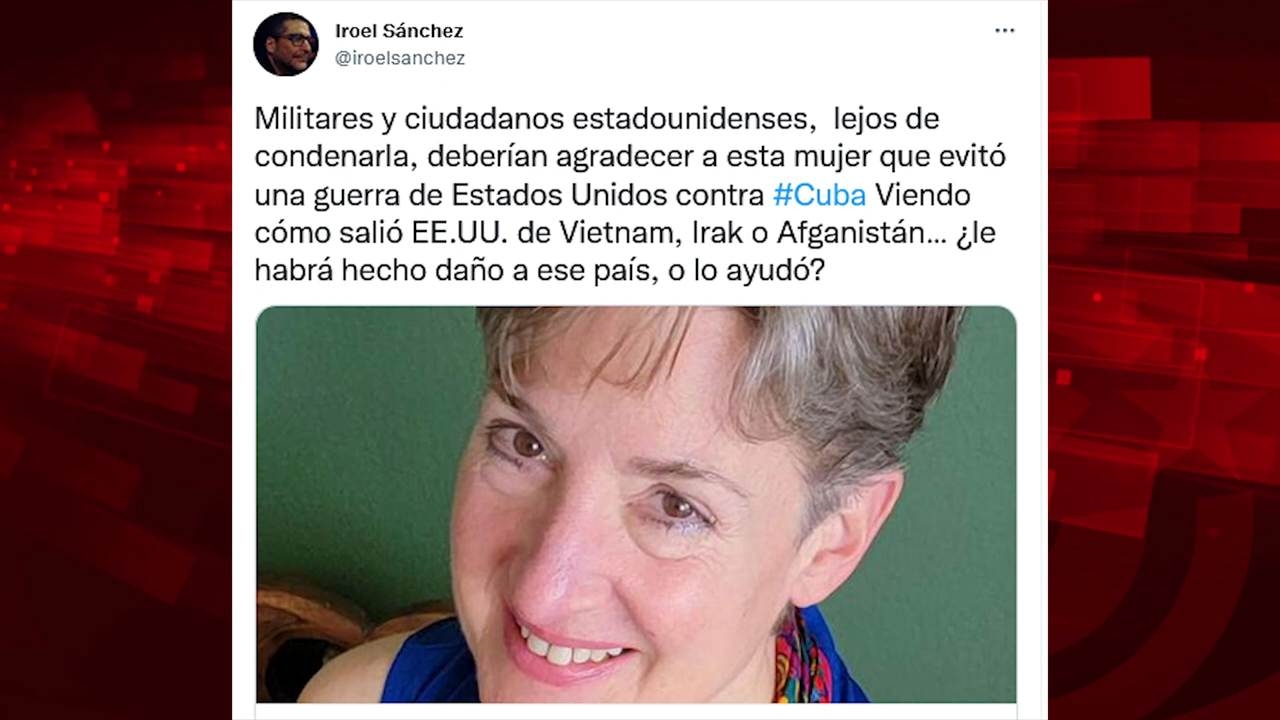 Iroel Sánchez
@iroelsanchez
Militares y ciudadanos estadounidenses,  lejos de
condenarla, deberían agradecer a esta mujer que evitó
una guerra de Estados Unidos contra #Cuba Viendo
cómo salió EE.UU. de Vietnam, Irak o Afganistán... ¿le
habrá hecho daño a ese país, o lo ayudó?